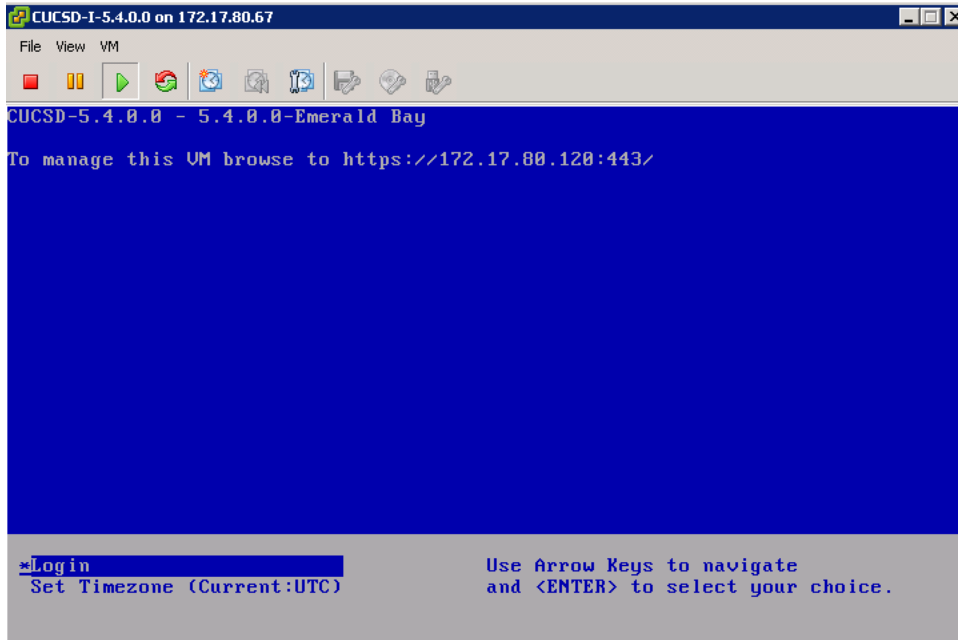 CUCSD-I-5.4.0.0 on 172.17.80.67
File View VM
CUCSD-5.4.0.0 - 5.4.0.0-Emerald Bay
To manage this VM browse to https://172.17.80.120:443/
*Login
Use Arrow Keys to navigate
Set Timezone (Current:UTC)
and <ENTER> to select your choice.